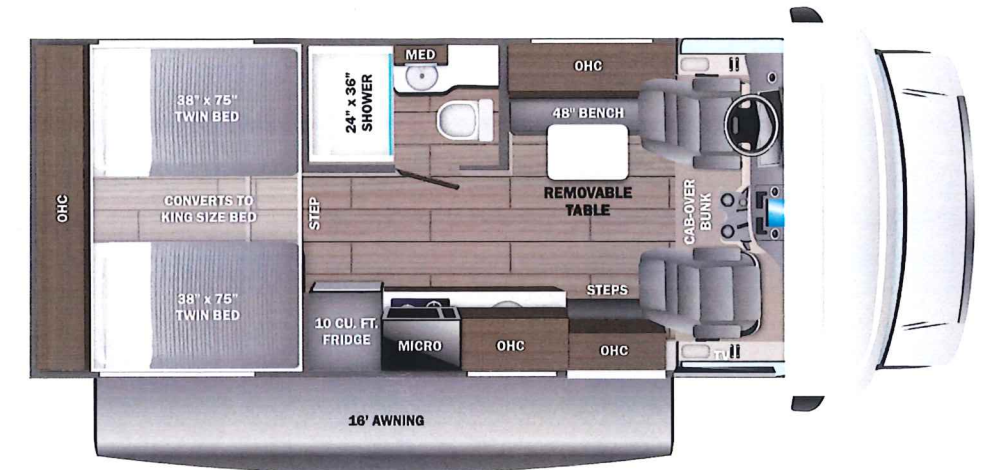 OHC
38" x 75"
TWIN BED
CONVERTS TO
KING SIZE BED
38" x 75"
TWIN BED
STEP
24" x 36"
SHOWER
MED
OHC
48" BENCH
REMOVABLE
TABLE
CAB-OVER
BUNK
STEPS
10 CU. FT.
FRIDGE
MICRO
OHC
OHC
TV
16' AWNING